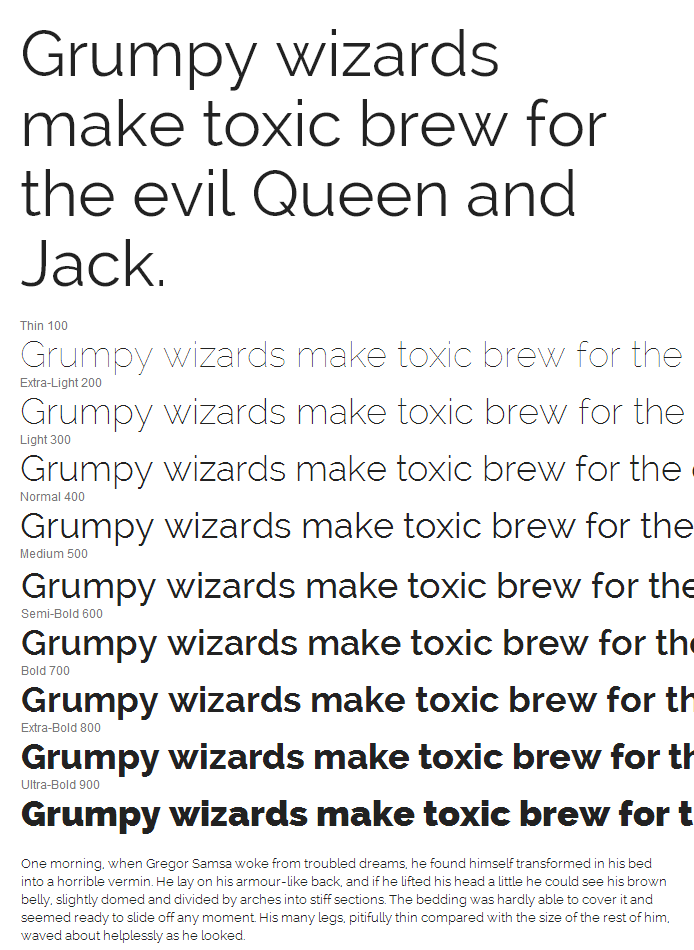 Grumpy wizards
make toxic brew for
the evil Queen and
Jack.
Thin 100
Grumpy wizards make toxic brew for the
Extra-Light 200
Grumpy wizards make toxic brew for the
Light 300
Grumpy wizards make toxic brew for the
Normal 400
Grumpy wizards make toxic brew for the
Medium 500
Grumpy wizards make toxic brew for the
Semi-Bold 600
Grumpy wizards make toxic brew for the
Bold 700
Grumpy wizards make toxic brew for th
Extra-Bold 800
Grumpy wizards make toxic brew for th
Ultra-Bold 900
Grumpy wizards make toxic brew for t
One morning, when Gregor Samsa woke from troubled dreams, he found himself transformed in his bed
into a horrible vermin. He lay on his armour-like back, and if he lifted his head a little he could see his brown
belly, slightly domed and divided by arches into stiff sections. The bedding was hardly able to cover it and
seemed ready to slide off any moment. His many legs, pitifully thin compared with the size of the rest of him,
waved about helplessly as he looked.